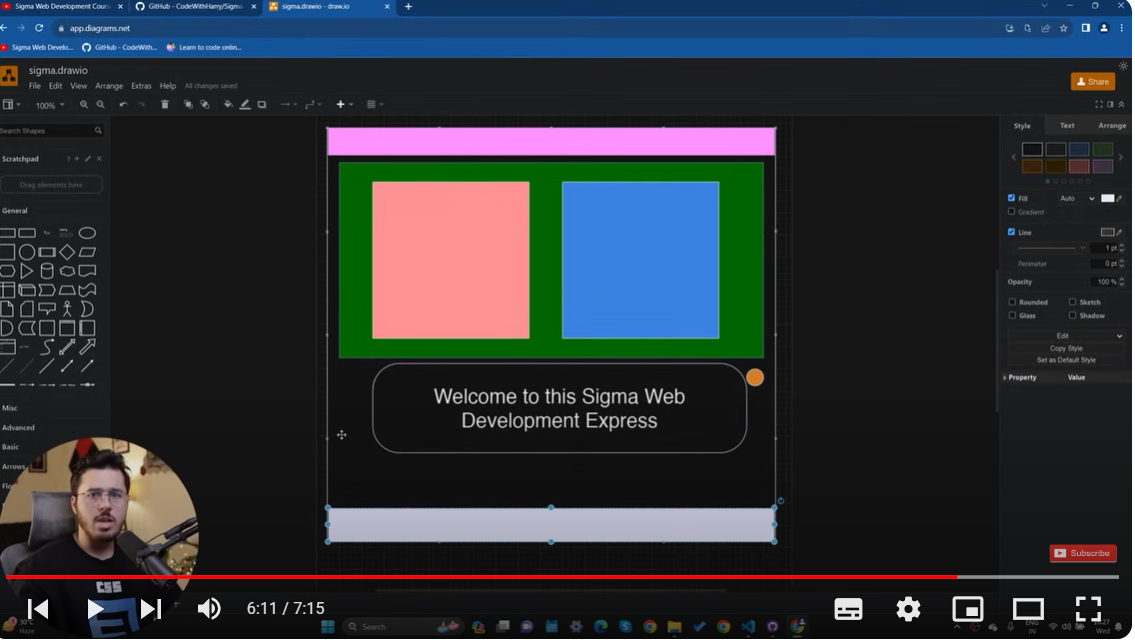 Sigma Web Development Cour
GitHub - CodeWithHarry/Sigma
sigma.drawio - draw.io
app.diagrams.net
Sigma Web Develo...
GitHub - CodeWith...
Learn to code onlin...
sigma.drawio
File Edit View Arrange Extras Help All changes saved
Share
100%
Search Shapes
Style Text Arrange
Scratchpad
Drag elements here
General
Fill Auto
Gradient
Line
1 pt
Perimeter 0 pt
Opacity 100 %
Rounded Sketch
Glass Shadow
Edit
Copy Style
Set as Default Style
Property Value
Welcome to this Sigma Web
Development Express
Misc
Advanced
Basic
Arrows
Flo
CSS
Subscribe
6:11 / 7:15
30°C
Haze
Search
ENG
IN
Wed